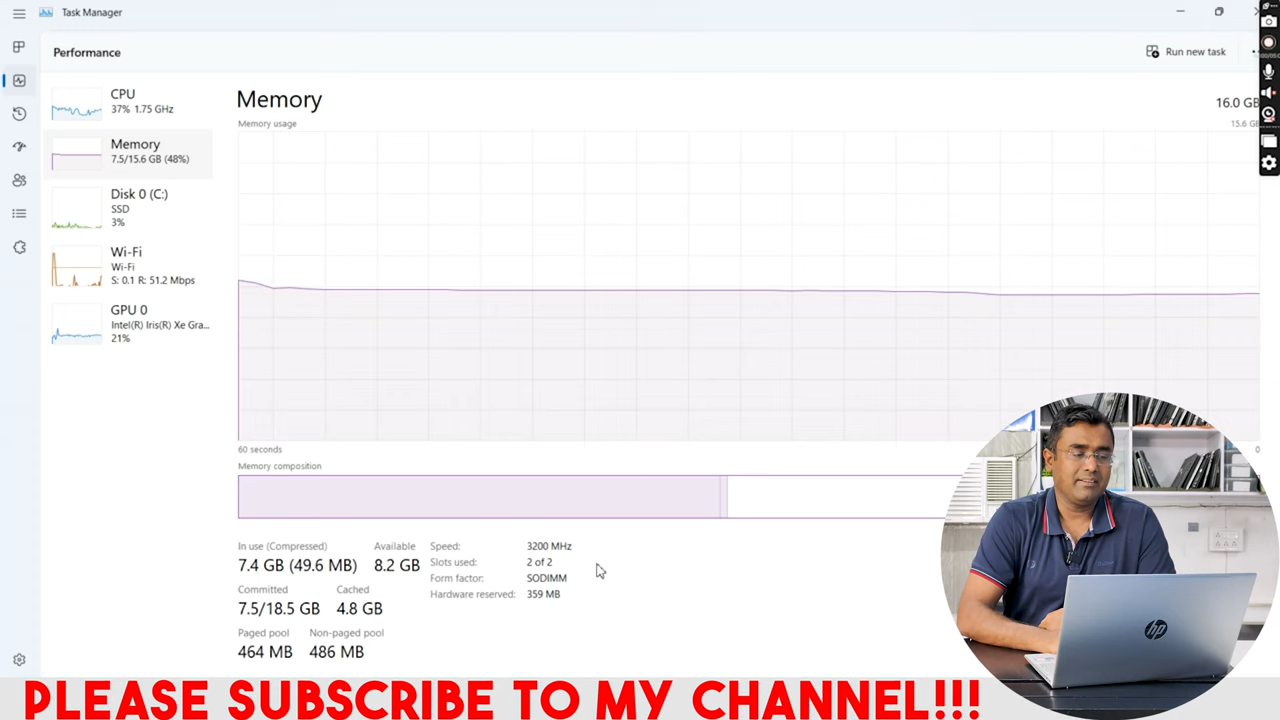 Task Manager
Performance
Run new task
CPU
37% 1.75 GHz
Memory
7.5/15.6 GB (48%)
Disk 0 (C:)
SSD
3%
Wi-Fi
Wi-Fi
S: 0.1 R: 51.2 Mbps
GPU 0
Intel(R) Iris(R) Xe Gra...
21%
Memory
16.0 GB
Memory usage
15.6 GB
60 seconds
0
Memory composition
In use (Compressed)
7.4 GB (49.6 MB)
Available
8.2 GB
Committed
7.5/18.5 GB
Cached
4.8 GB
Paged pool
464 MB
Non-paged pool
486 MB
Speed: 3200 MHz
Slots used: 2 of 2
Form factor: SODIMM
Hardware reserved: 359 MB
hp
PLEASE SUBSCRIBE TO MY CHANNEL!!!